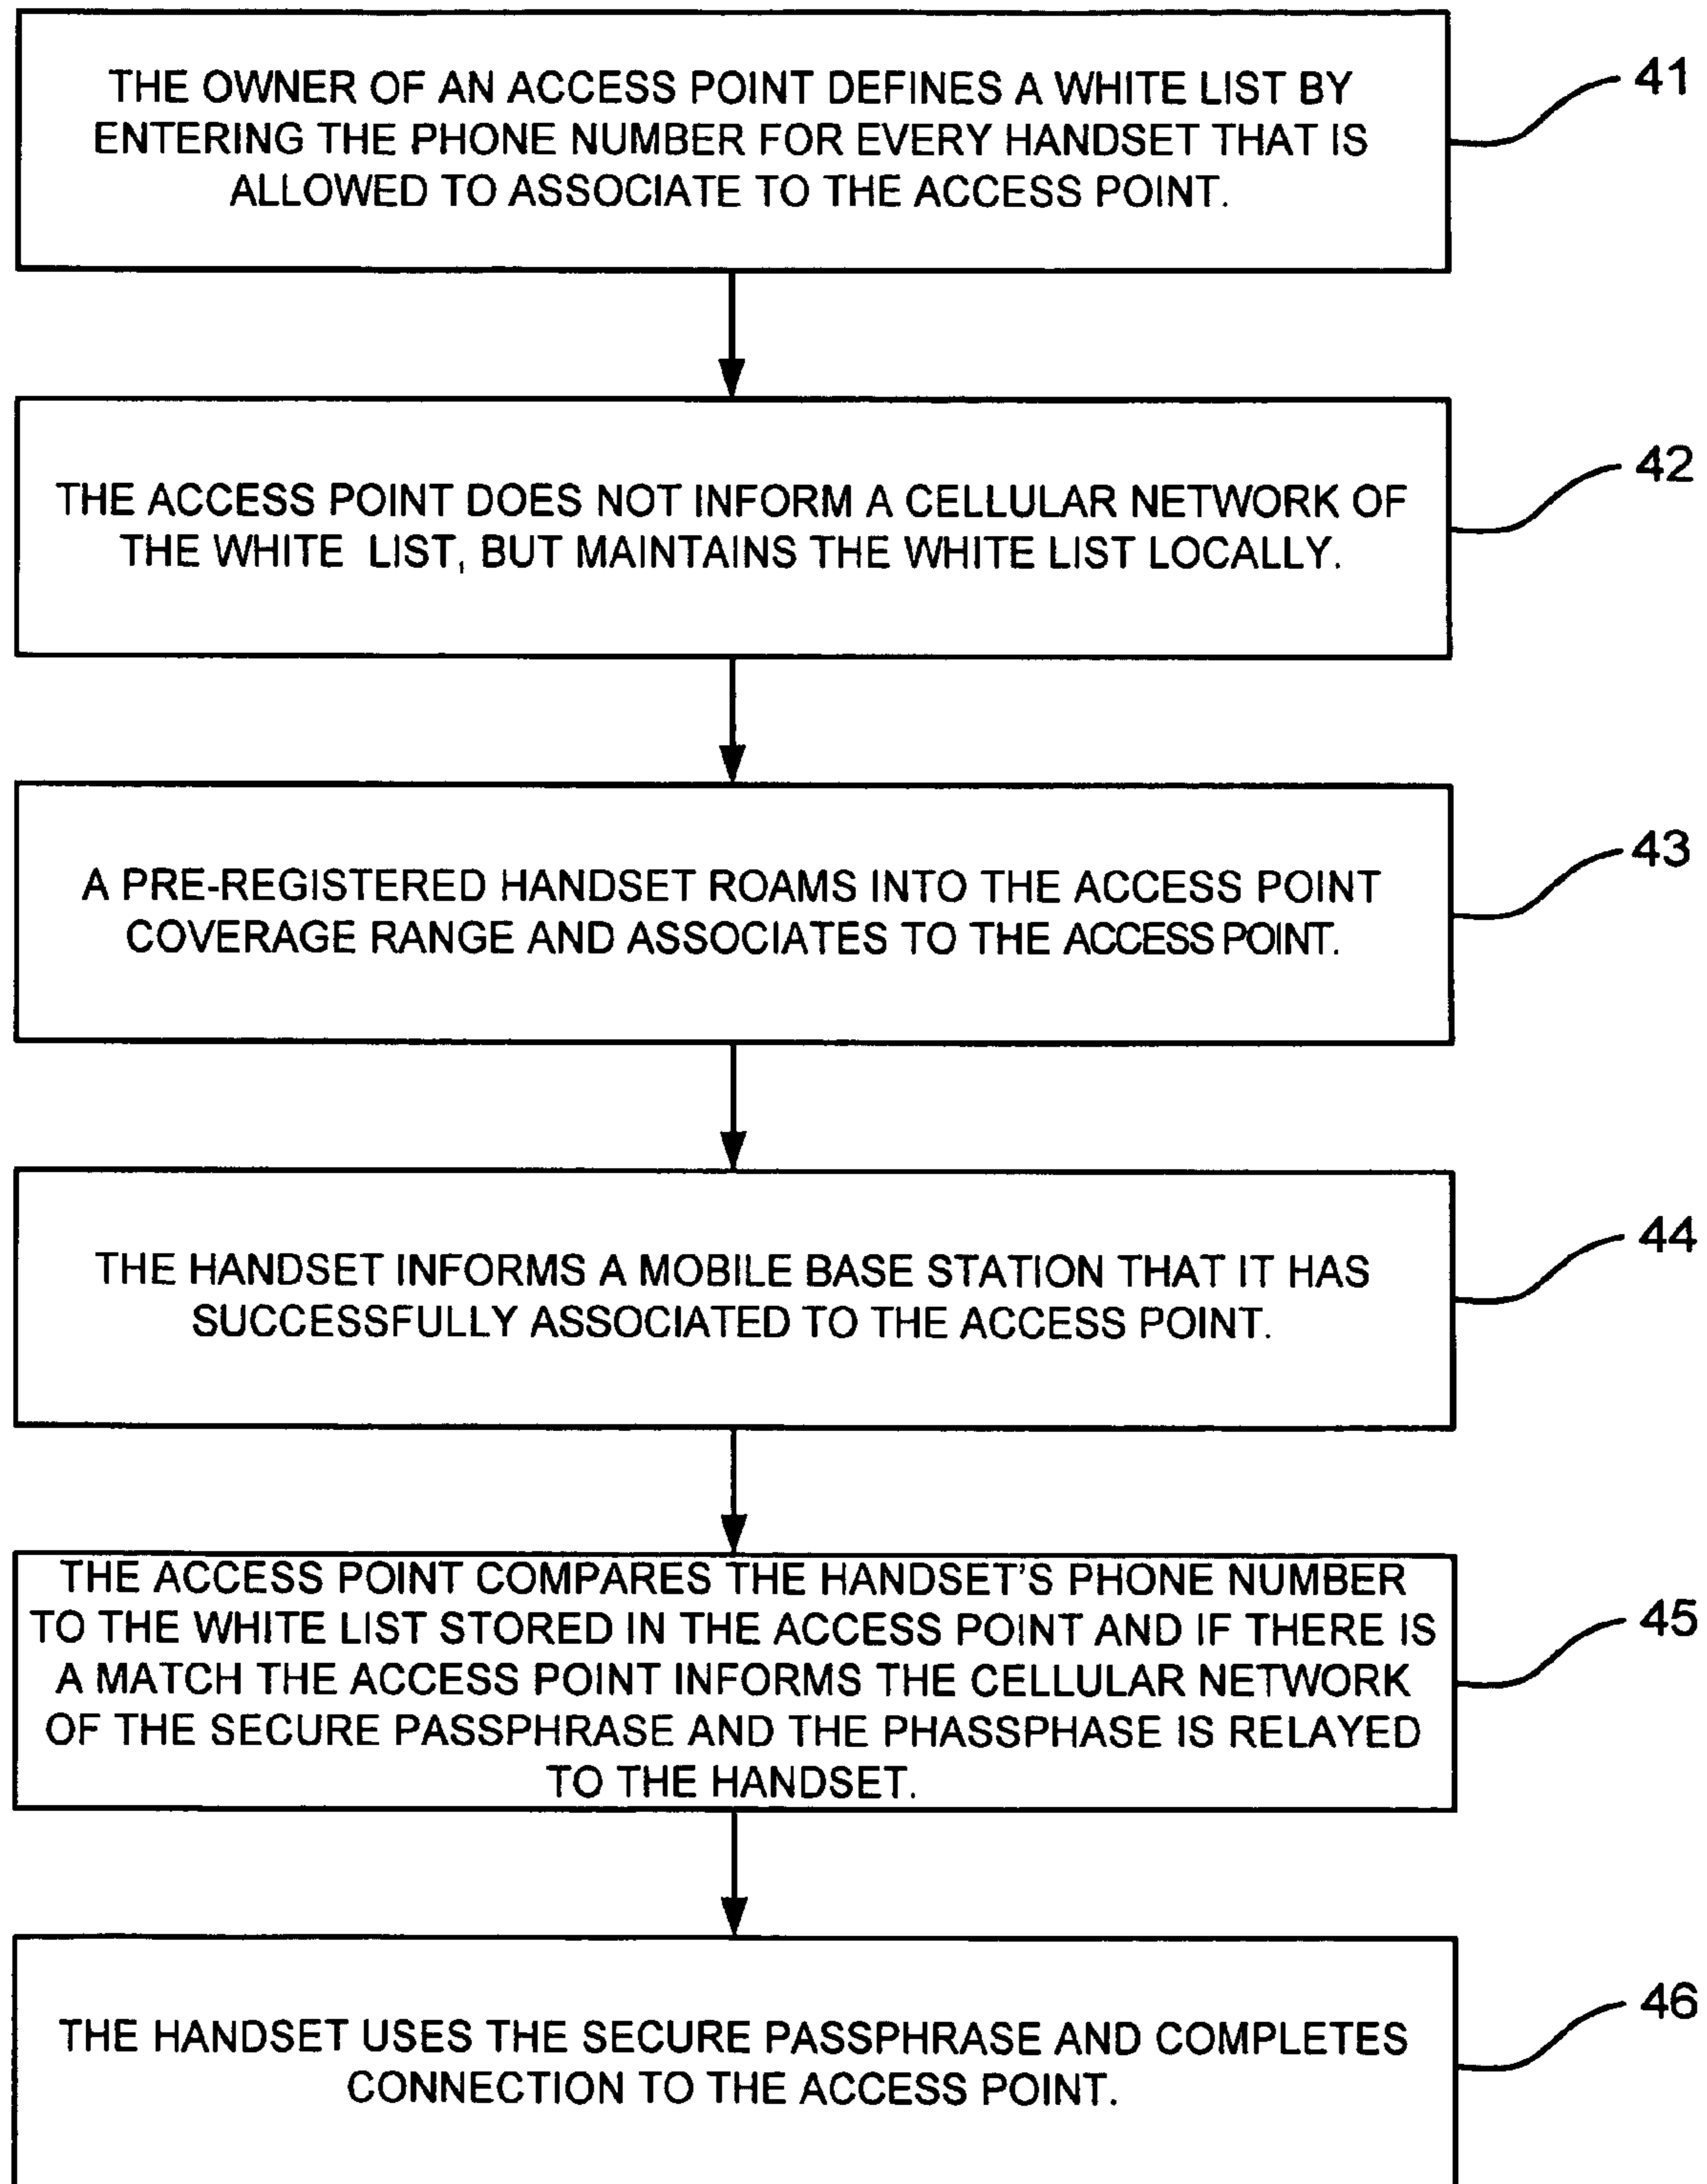 THE OWNER OF AN ACCESS POINT DEFINES A WHITE LIST BY
ENTERING THE PHONE NUMBER FOR EVERY HANDSET THAT IS
ALLOWED TO ASSOCIATE TO THE ACCESS POINT.
41
THE ACCESS POINT DOES NOT INFORM A CELLULAR NETWORK OF
THE WHITE LIST, BUT MAINTAINS THE WHITE LIST LOCALLY.
42
A PRE-REGISTERED HANDSET ROAMS INTO THE ACCESS POINT
COVERAGE RANGE AND ASSOCIATES TO THE ACCESS POINT.
43
THE HANDSET INFORMS A MOBILE BASE STATION THAT IT HAS
SUCCESSFULLY ASSOCIATED TO THE ACCESS POINT.
44
THE ACCESS POINT COMPARES THE HANDSET'S PHONE NUMBER
TO THE WHITE LIST STORED IN THE ACCESS POINT AND IF THERE IS
A MATCH THE ACCESS POINT INFORMS THE CELLULAR NETWORK
OF THE SECURE PASSPHRASE AND THE PHASSPHASE IS RELAYED
TO THE HANDSET.
45
THE HANDSET USES THE SECURE PASSPHRASE AND COMPLETES
CONNECTION TO THE ACCESS POINT.
46